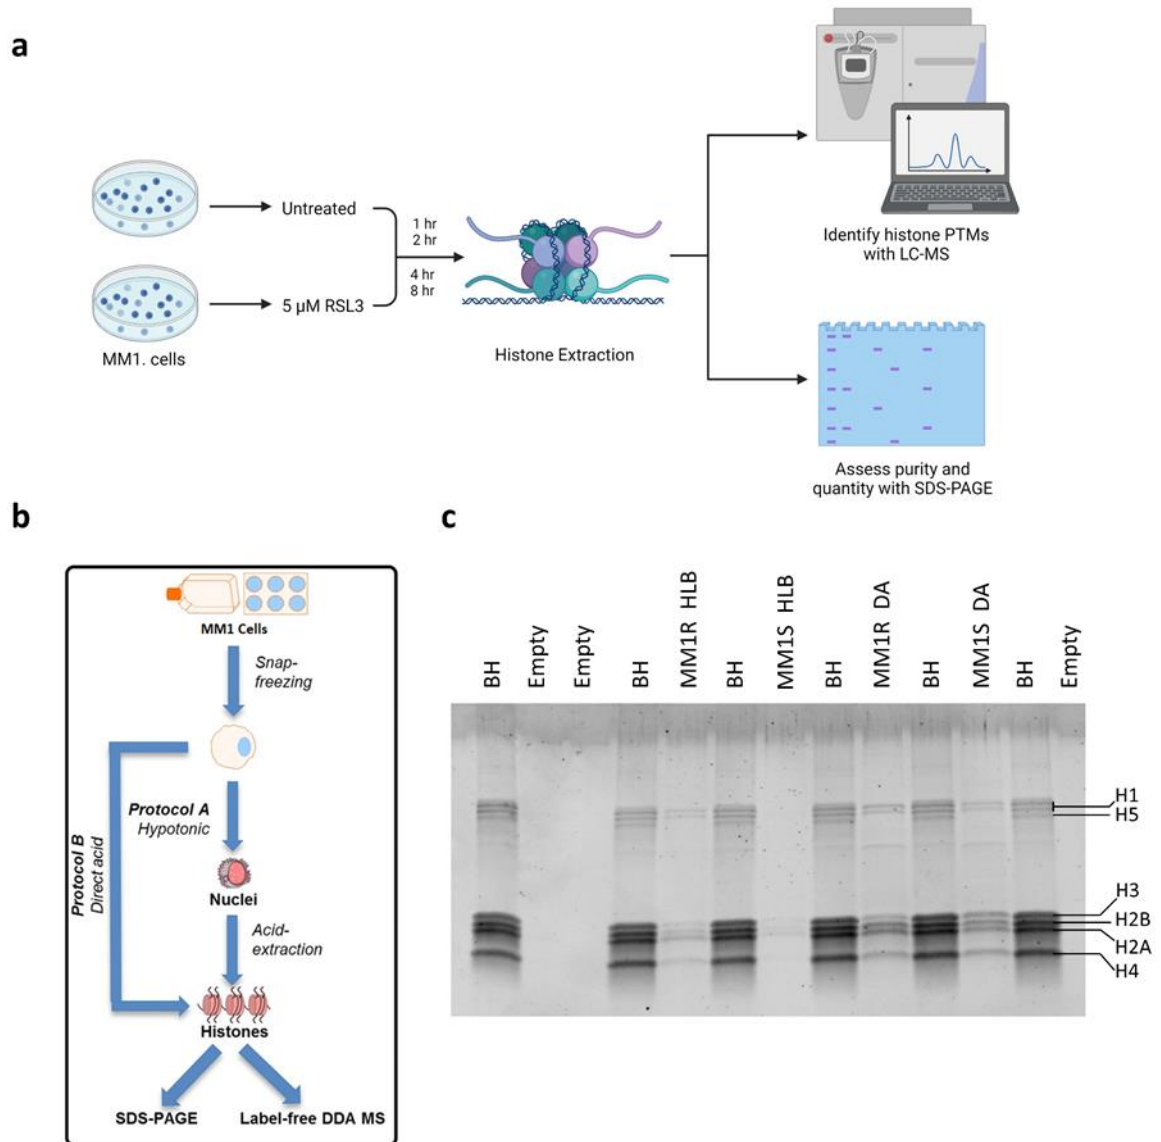 a
Untreated
1 hr
2 hr
4 hr
8 hr
5 µM RSL3
MM1. cells
Histone Extraction
Identify histone PTMs
with LC-MS
Assess purity and
quantity with SDS-PAGE
b
MM1 Cells
Snap-
freezing
Protocol A
Hypotonic
Protocol B
Direct acid
Nuclei
Acid-
extraction
Histones
SDS-PAGE
Label-free DDA MS
c
BH
Empty
Empty
BH
MM1R HLB
BH
MM1S HLB
BH
MM1R DA
BH
MM1S DA
BH
Empty
H1
H5
H3
H2B
H2A
H4